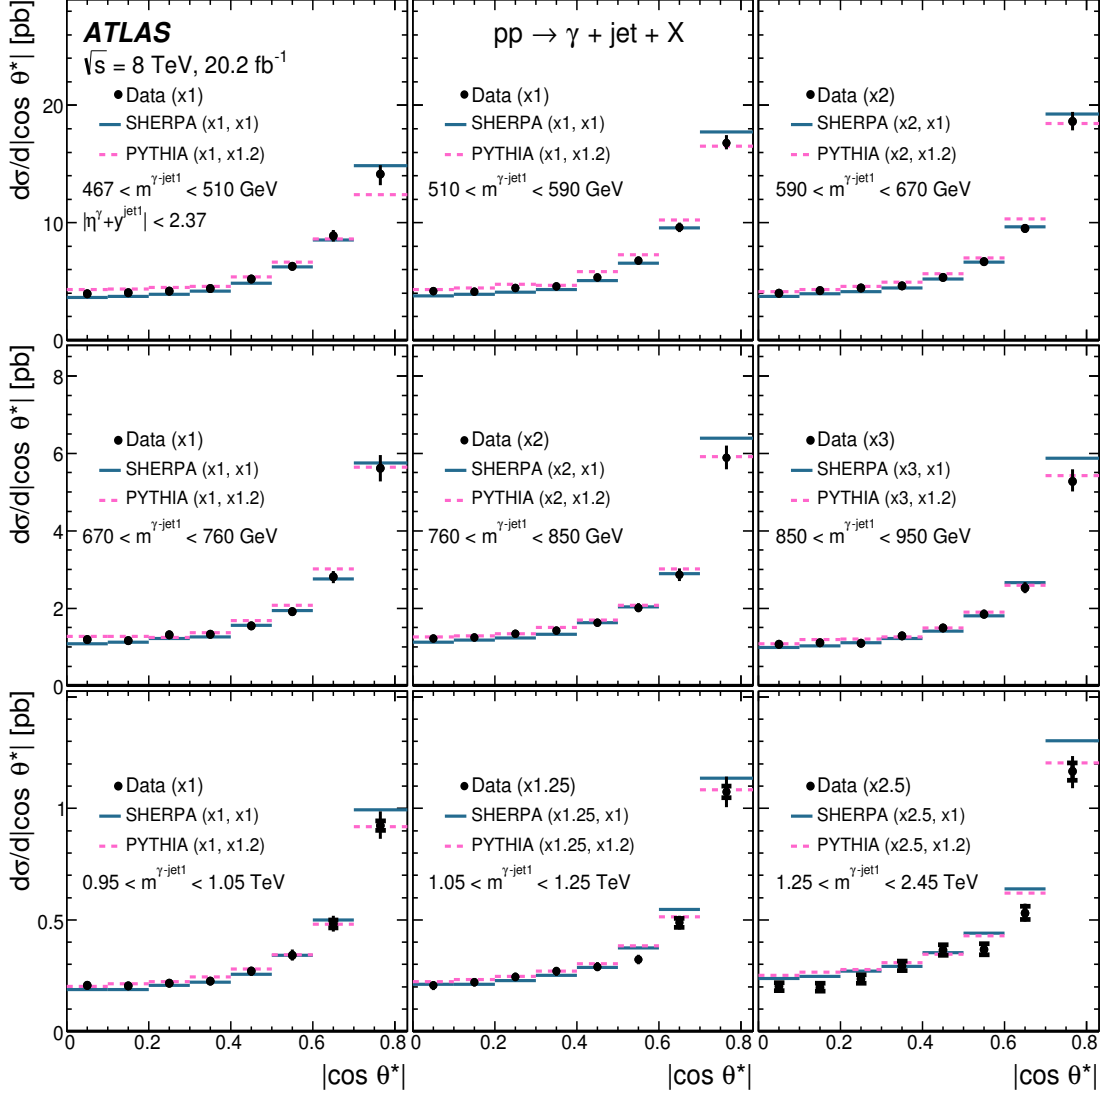 ATLAS
√s = 8 TeV, 20.2 fb⁻¹
pp → γ + jet + X
dσ/d|cos θ*| [pb]
20
10
0
Data (x1)
SHERPA (x1, x1)
PYTHIA (x1, x1.2)
467 < m^γ-jet1 < 510 GeV
|η^γ+y^jet1| < 2.37
Data (x1)
SHERPA (x1, x1)
PYTHIA (x1, x1.2)
510 < m^γ-jet1 < 590 GeV
Data (x2)
SHERPA (x2, x1)
PYTHIA (x2, x1.2)
590 < m^γ-jet1 < 670 GeV
dσ/d|cos θ*| [pb]
8
6
4
2
0
Data (x1)
SHERPA (x1, x1)
PYTHIA (x1, x1.2)
670 < m^γ-jet1 < 760 GeV
Data (x2)
SHERPA (x2, x1)
PYTHIA (x2, x1.2)
760 < m^γ-jet1 < 850 GeV
Data (x3)
SHERPA (x3, x1)
PYTHIA (x3, x1.2)
850 < m^γ-jet1 < 950 GeV
dσ/d|cos θ*| [pb]
1
0.5
0
Data (x1)
SHERPA (x1, x1)
PYTHIA (x1, x1.2)
0.95 < m^γ-jet1 < 1.05 TeV
Data (x1.25)
SHERPA (x1.25, x1)
PYTHIA (x1.25, x1.2)
1.05 < m^γ-jet1 < 1.25 TeV
Data (x2.5)
SHERPA (x2.5, x1)
PYTHIA (x2.5, x1.2)
1.25 < m^γ-jet1 < 2.45 TeV
0 0.2 0.4 0.6 0.8
0 0.2 0.4 0.6 0.8
0 0.2 0.4 0.6 0.8
|cos θ*|
|cos θ*|
|cos θ*|